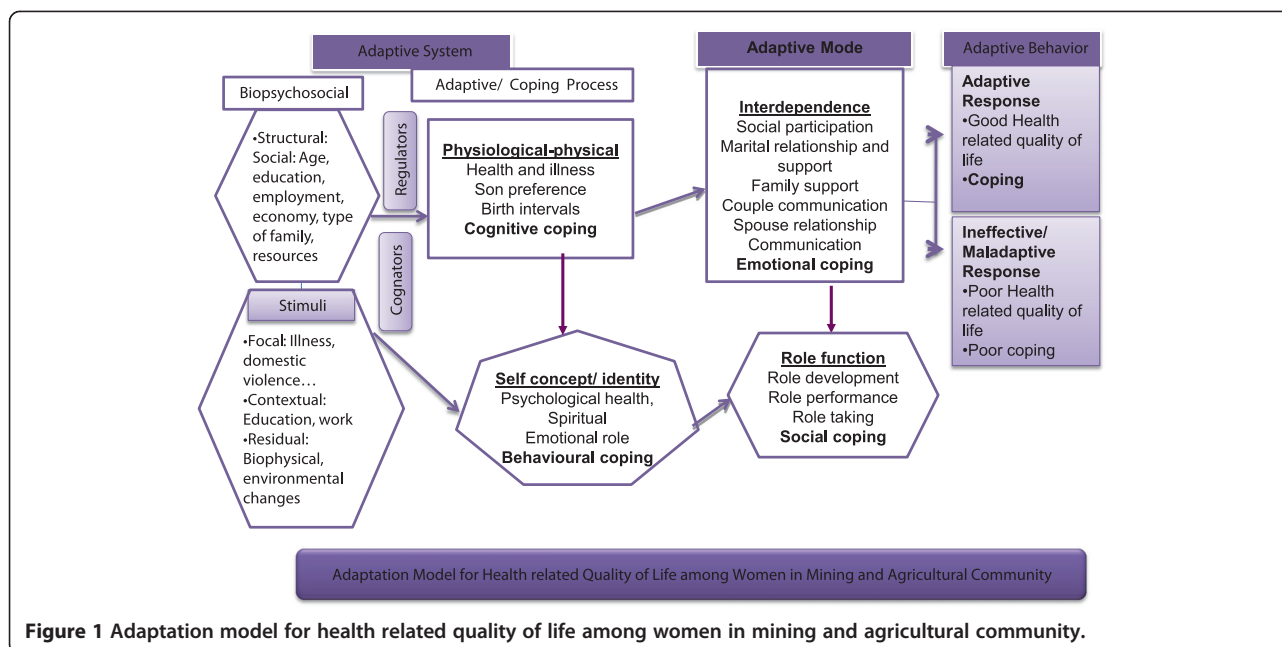 Adaptive System
Adaptive/ Coping Process
Biopsychosocial
•Structural:
Social: Age,
education,
employment,
economy, type
of family,
resources
Stimuli
•Focal: Illness,
domestic
violence…
•Contextual:
Education, work
•Residual:
Biophysical,
environmental
changes
Regulators
Cognators
Physiological-physical
Health and illness
Son preference
Birth intervals
Cognitive coping
Self concept/ identity
Psychological health,
Spiritual
Emotional role
Behavioural coping
Adaptive Mode
Interdependence
Social participation
Marital relationship and
support
Family support
Couple communication
Spouse relationship
Communication
Emotional coping
Role function
Role development
Role performance
Role taking
Social coping
Adaptive Behavior
Adaptive
Response
•Good Health
related quality of
life
•Coping
Ineffective/
Maladaptive
Response
•Poor Health
related quality of
life
•Poor coping
Adaptation Model for Health related Quality of Life among Women in Mining and Agricultural Community
Figure 1 Adaptation model for health related quality of life among women in mining and agricultural community.